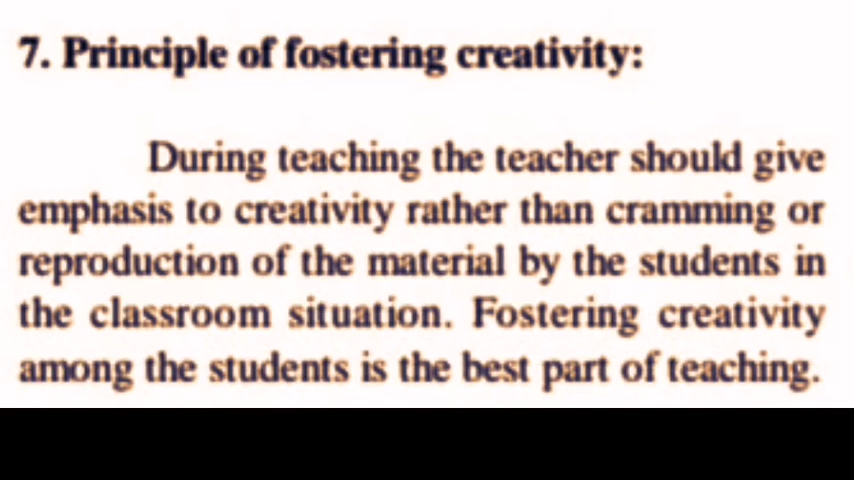 7. Principle of fostering creativity:
During teaching the teacher should give
emphasis to creativity rather than cramming or
reproduction of the material by the students in
the classroom situation. Fostering creativity
among the students is the best part of teaching.